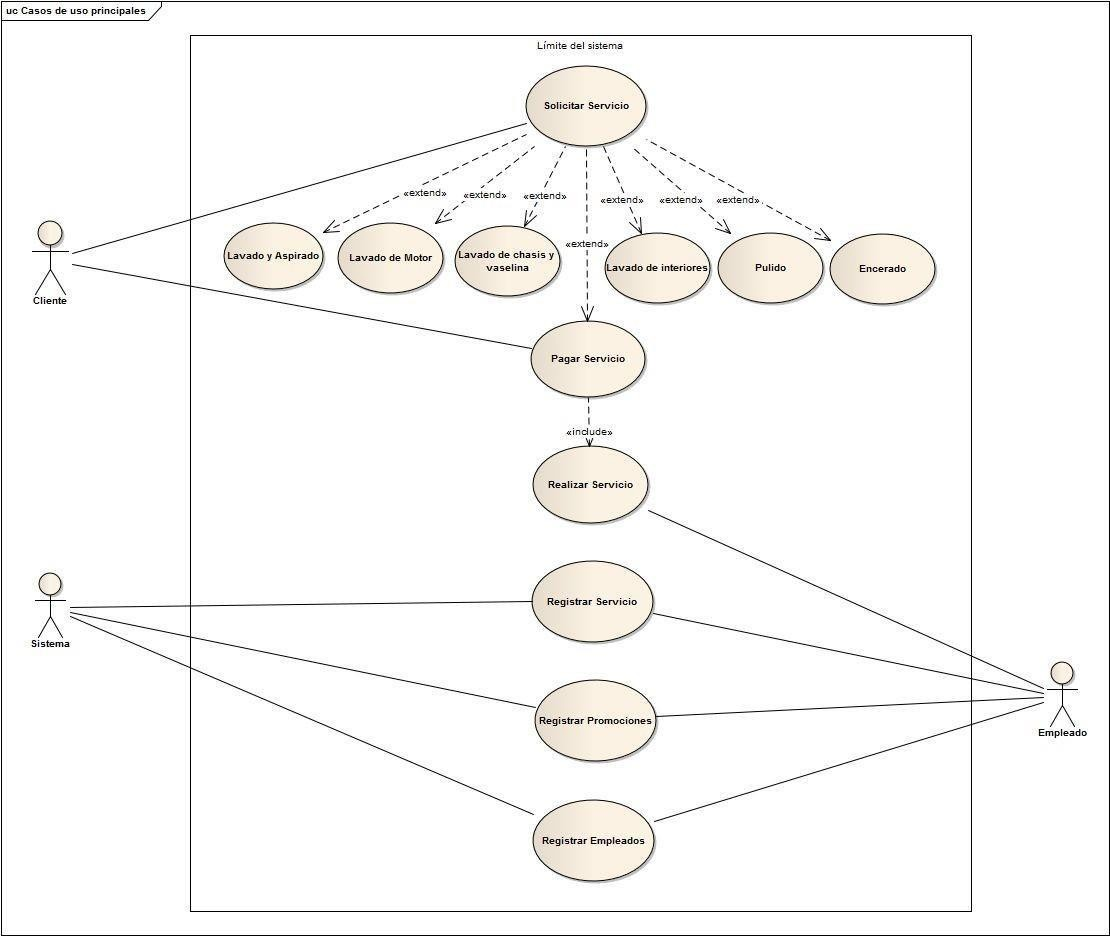 uc Casos de uso principales
Límite del sistema
Solicitar Servicio
«extend»
«extend»
«extend»
«extend»
«extend»
«extend»
«extend»
Lavado y Aspirado
Lavado de Motor
Lavado de chasis y
vaselina
Lavado de interiores
Pulido
Encerado
Cliente
Pagar Servicio
«include»
Realizar Servicio
Registrar Servicio
Sistema
Registrar Promociones
Empleado
Registrar Empleados